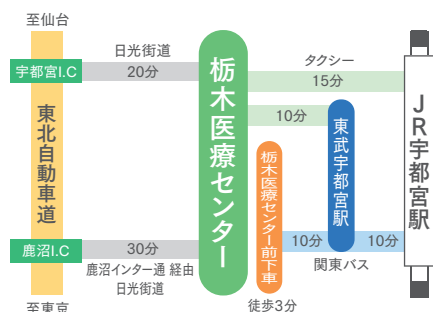 至仙台
宇都宮I.C
日光街道
20分
東北自動車道
鹿沼I.C
30分
鹿沼インター通 経由
日光街道
至東京
栃木医療センター
タクシー
15分
10分
東武宇都宮駅
栃木医療センター前下車
徒歩3分
10分
10分
関東バス
JR宇都宮駅